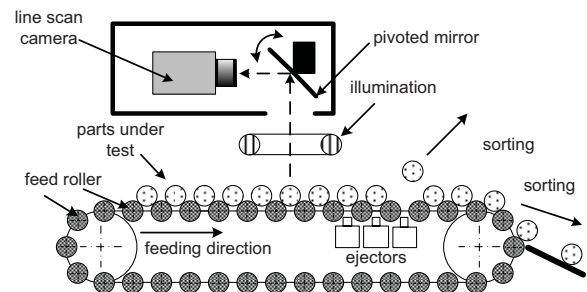 line scan
camera
pivoted mirror
illumination
parts under
test
sorting
feed roller
sorting
feeding direction
ejectors